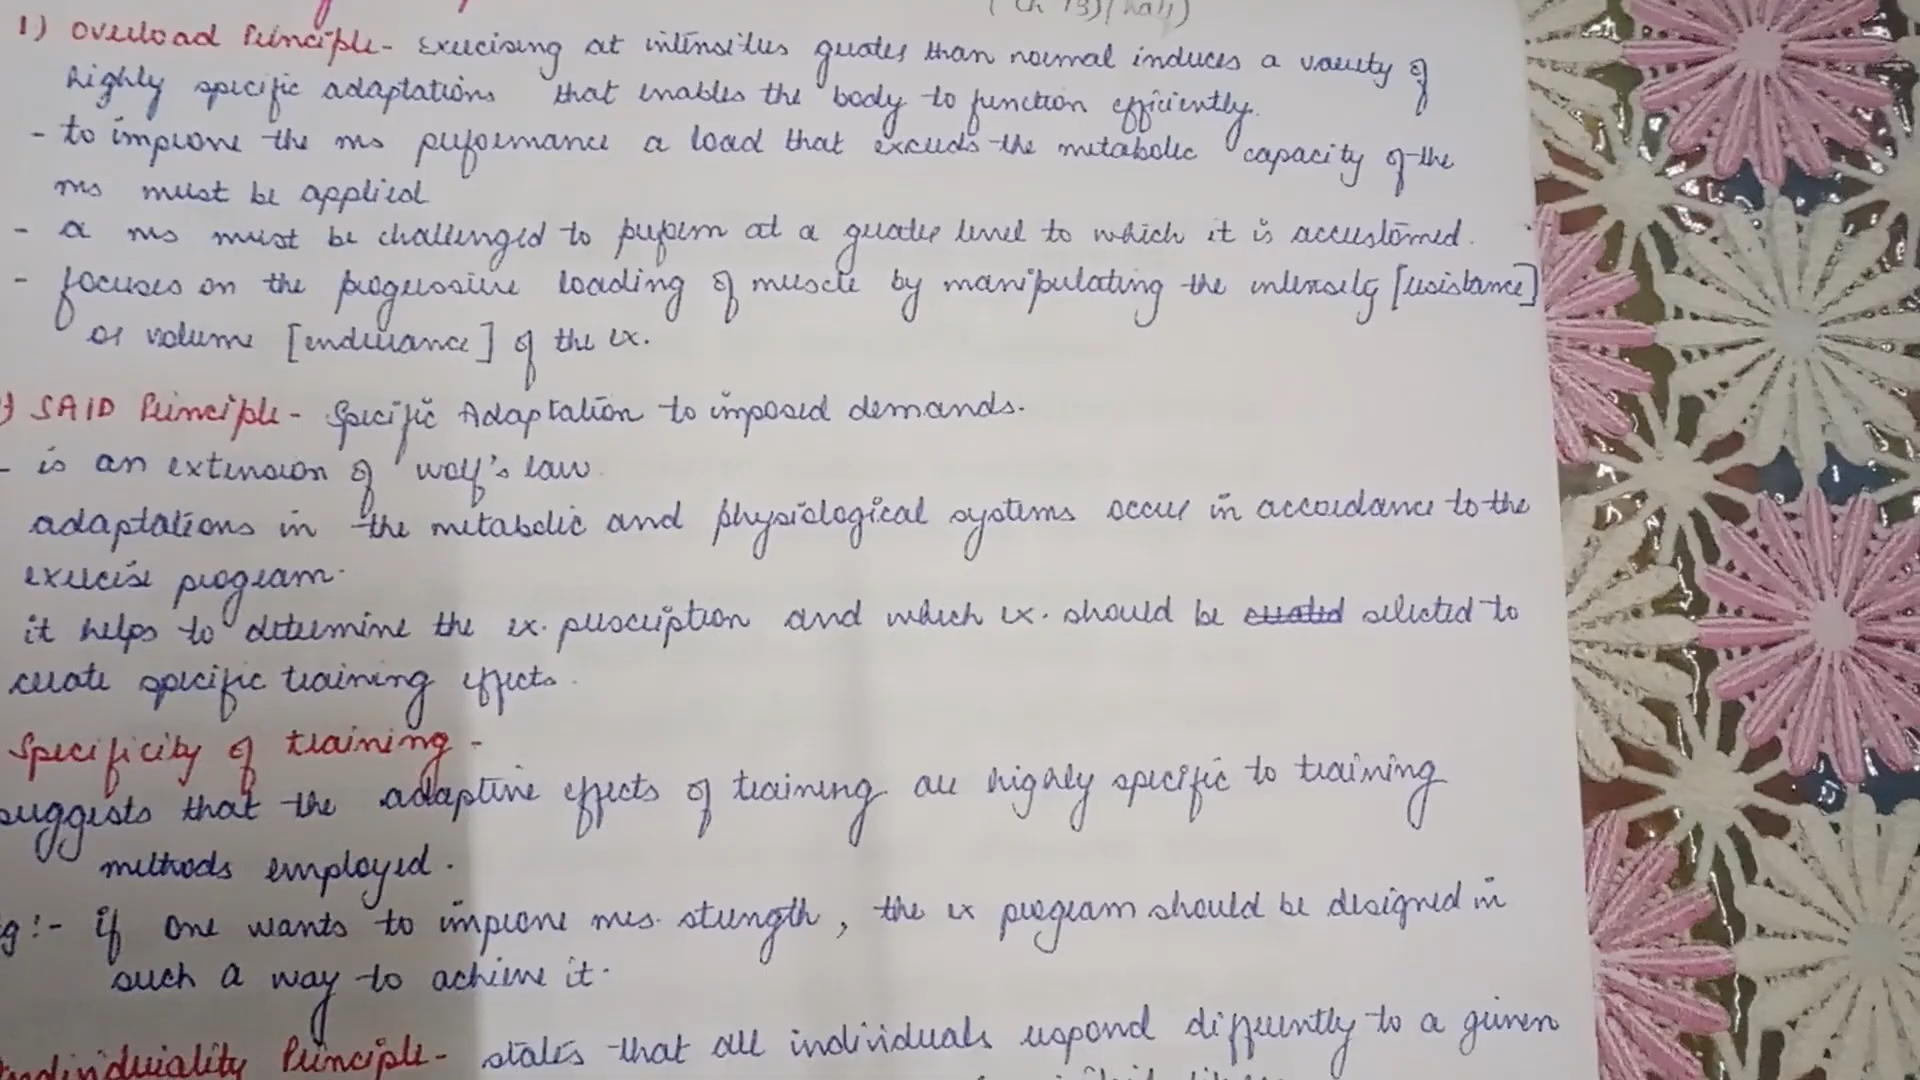 (Ch 13)(Hall)
1) Overload Principle - Exercising at intensities greater than normal induces a variety of
highly specific adaptations that enables the body to function efficiently.
- to improve the ms performance a load that exceeds the metabolic capacity of the
ms must be applied
- a ms must be challenged to perform at a greater level to which it is accustomed.
- focuses on the progressive loading of muscle by manipulating the intensity [resistance]
or volume [endurance] of the ex.
) SAID Principle - Specific Adaptation to imposed demands.
- is an extension of wolf's law.
adaptations in the metabolic and physiological systems occur in accordance to the
exercise program.
it helps to determine the ex. prescription and which ex. should be created selected to
create specific training effects.
Specificity of training -
suggests that the adaptive effects of training are highly specific to training
methods employed.
g:- if one wants to improve mus. strength, the ex program should be designed in
such a way to achieve it.
individuality Principle - states that all individuals respond differently to a given